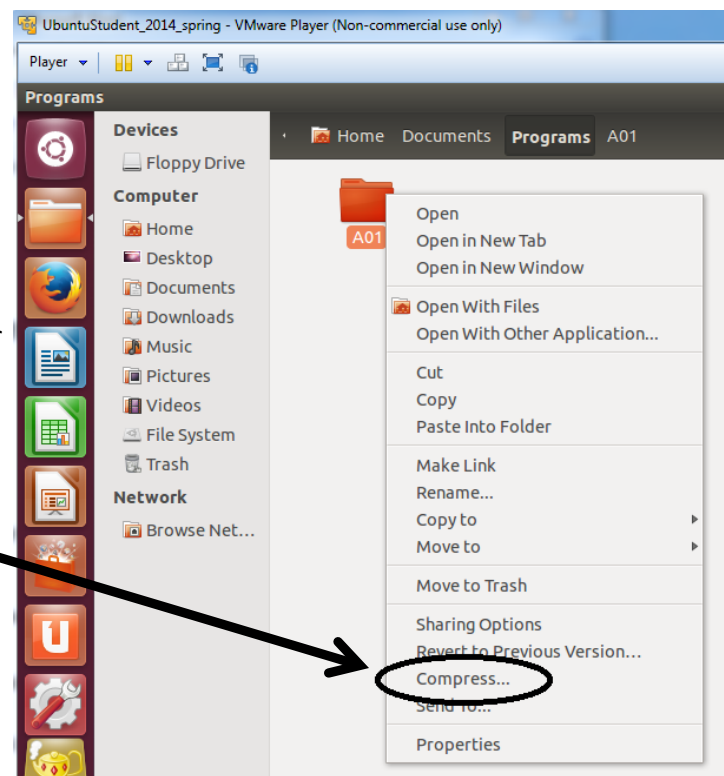 UbuntuStudent_2014_spring - VMware Player (Non-commercial use only)
Player
Programs
Devices
Floppy Drive
Computer
Home
Desktop
Documents
Downloads
Music
Pictures
Videos
File System
Trash
Network
Browse Net...
Home Documents Programs A01
A01
Open
Open in New Tab
Open in New Window
Open With Files
Open With Other Application...
Cut
Copy
Paste Into Folder
Make Link
Rename...
Copy to
Move to
Move to Trash
Sharing Options
Revert to Previous Version...
Compress...
Send To...
Properties